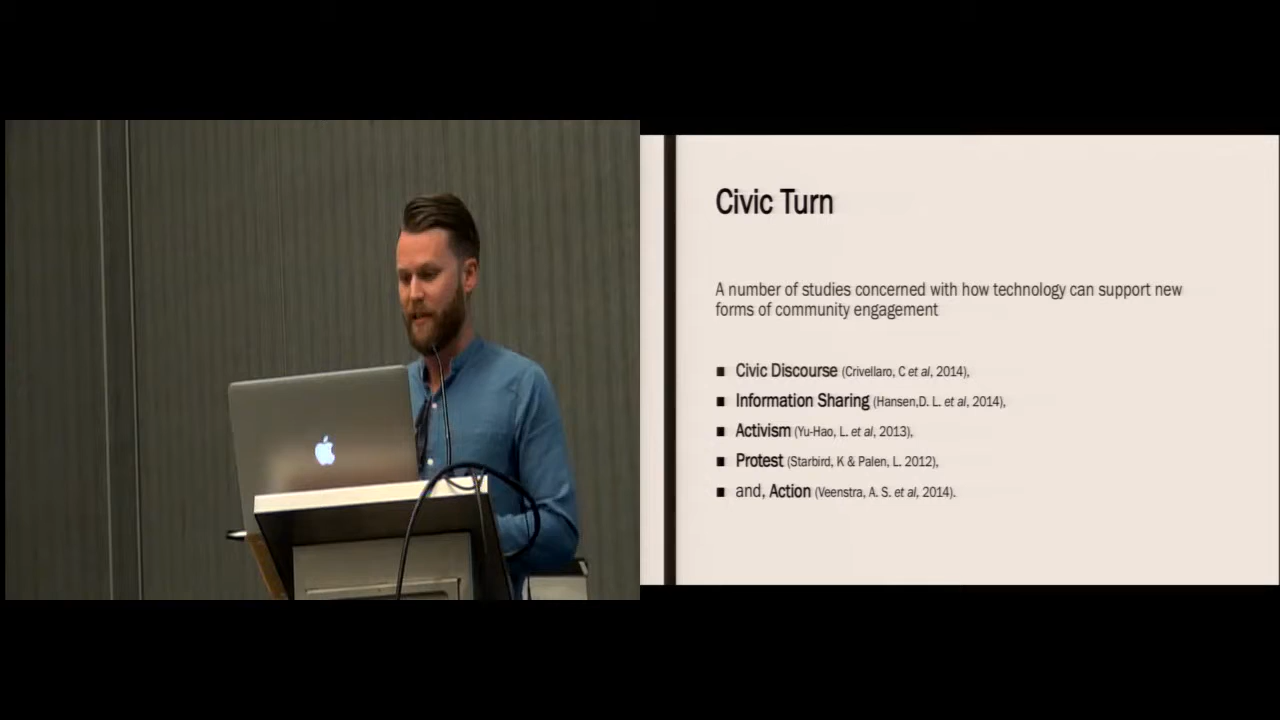 Civic Turn
A number of studies concerned with how technology can support new
forms of community engagement
■ Civic Discourse (Crivellaro, C et al, 2014),
■ Information Sharing (Hansen,D. L. et al, 2014),
■ Activism (Yu-Hao, L. et al, 2013),
■ Protest (Starbird, K & Palen, L. 2012),
■ and, Action (Veenstra, A. S. et al, 2014).